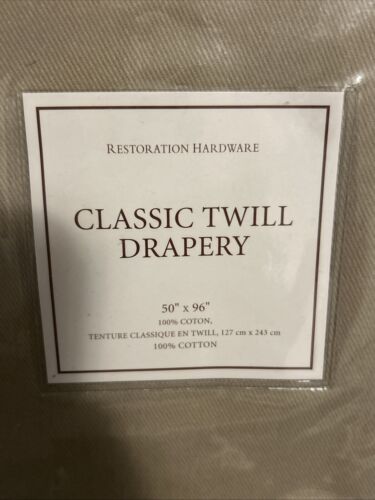 RESTORATION HARDWARE
CLASSIC TWILL
DRAPERY
50" x 96"
100% COTON,
TENTURE CLASSIQUE EN TWILL, 127 cm x 243 cm
100% COTTON